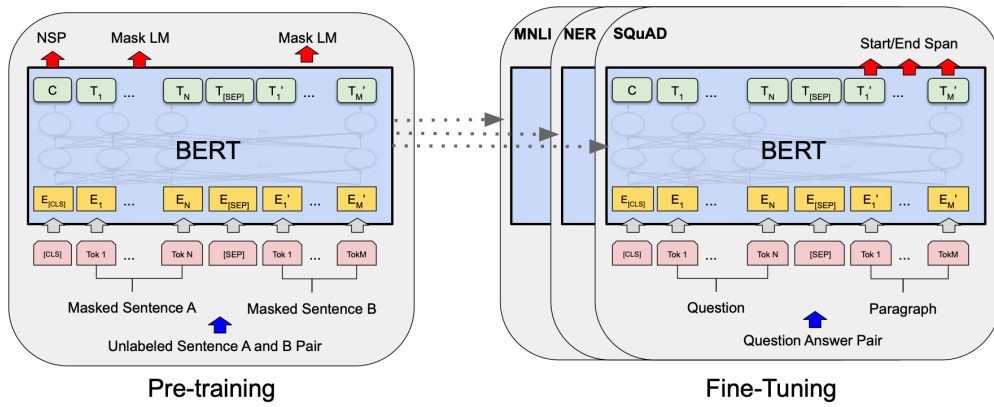 NSP Mask LM Mask LM
C T1 ... TN T[SEP] T1' ... TM'
...
BERT
...
E[CLS] E1 ... EN E[SEP] E1' ... EM'
[CLS] Tok 1 ... Tok N [SEP] Tok 1 ... TokM
Masked Sentence A Masked Sentence B
Unlabeled Sentence A and B Pair
Pre-training
MNLI NER SQuAD
Start/End Span
C T1 ... TN T[SEP] T1' ... TM'
...
BERT
...
E[CLS] E1 ... EN E[SEP] E1' ... EM'
[CLS] Tok 1 ... Tok N [SEP] Tok 1 ... TokM
Question Paragraph
Question Answer Pair
Fine-Tuning